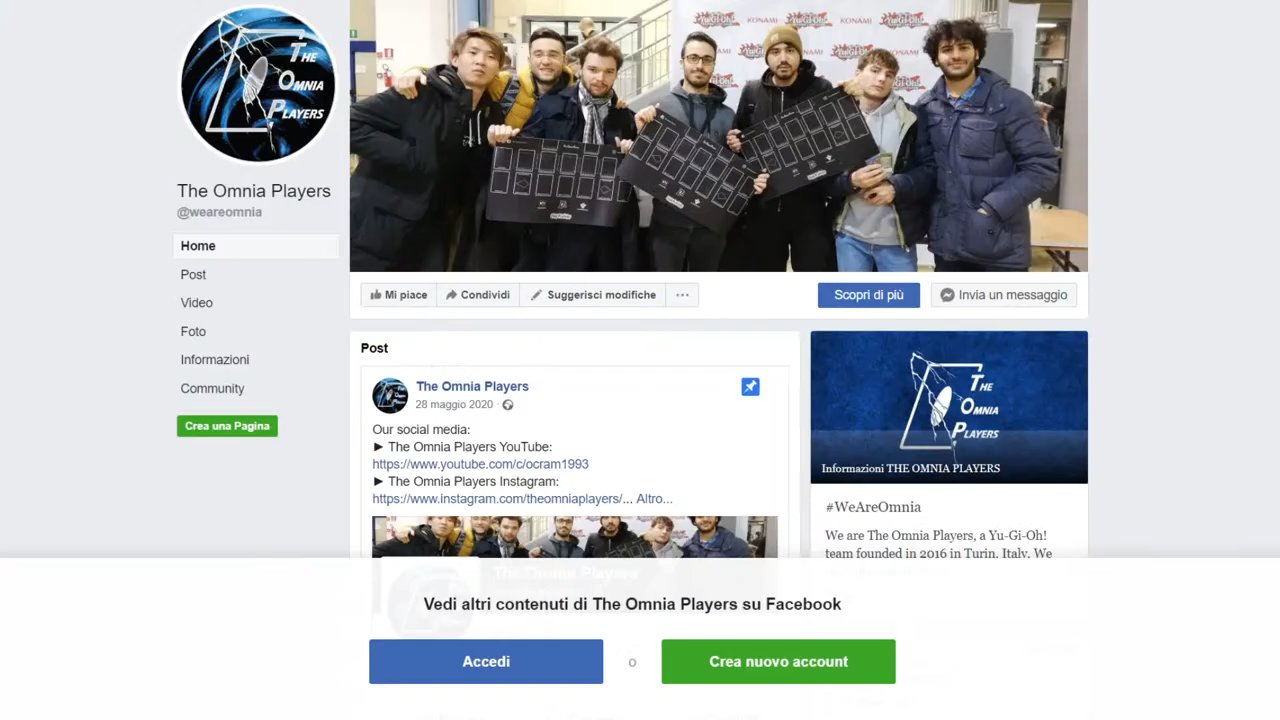 THE
OMNIA
PLAYERS
Yu-Gi-Oh!
KONAMI
The Omnia Players
@weareomnia
Home
Post
Video
Foto
Informazioni
Community
Crea una Pagina
Mi piace
Condividi
Suggerisci modifiche
Scopri di più
Invia un messaggio
Post
The Omnia Players
28 maggio 2020
Our social media:
► The Omnia Players YouTube:
https://www.youtube.com/c/ocram1993
► The Omnia Players Instagram:
https://www.instagram.com/theomniaplayers/... Altro...
THE
OMNIA
PLAYERS
Informazioni THE OMNIA PLAYERS
#WeAreOmnia
We are The Omnia Players, a Yu-Gi-Oh!
team founded in 2016 in Turin, Italy. We
The Omnia Players
Vedi altri contenuti di The Omnia Players su Facebook
Accedi
o
Crea nuovo account